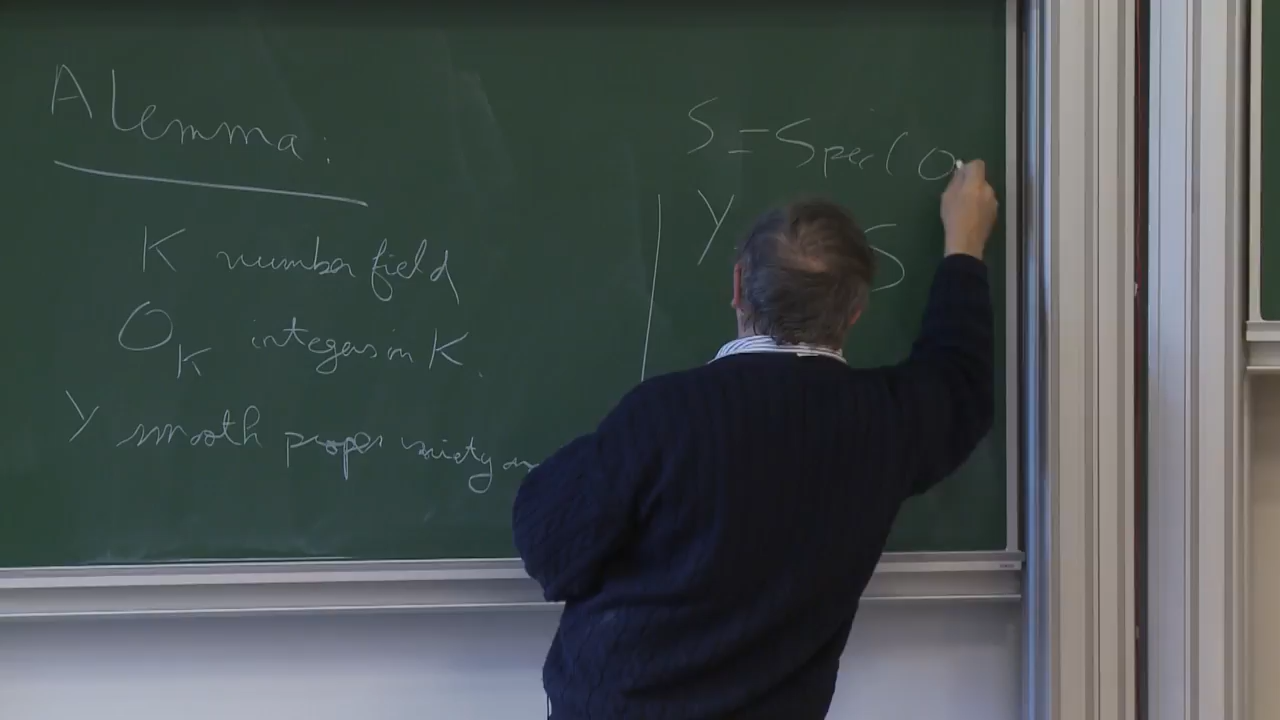 A Lemma:
K number field
O_K integers in K.
Y smooth proper variety
S = Spec( O
Y
S